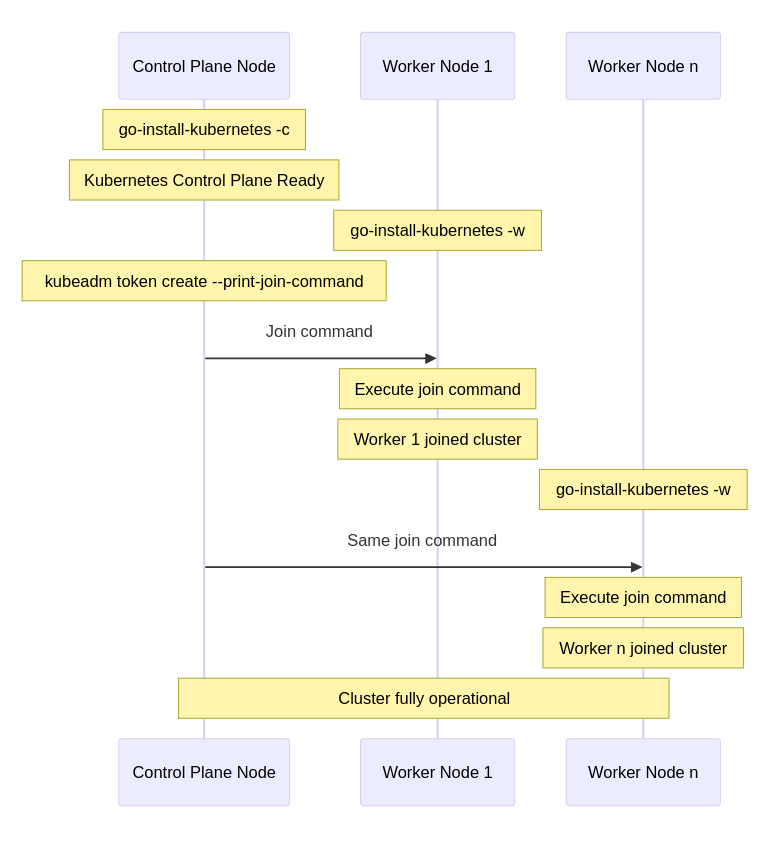 Control Plane Node
Worker Node 1
Worker Node n
go-install-kubernetes -c
Kubernetes Control Plane Ready
go-install-kubernetes -w
kubeadm token create --print-join-command
Join command
Execute join command
Worker 1 joined cluster
go-install-kubernetes -w
Same join command
Execute join command
Worker n joined cluster
Cluster fully operational
Control Plane Node
Worker Node 1
Worker Node n